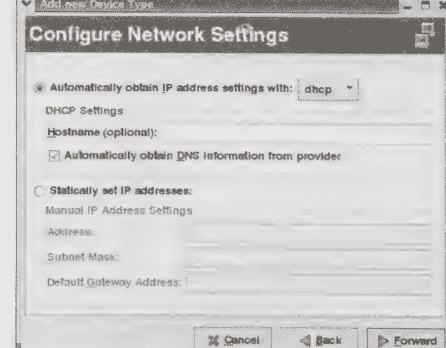 Add new Device Type
Configure Network Settings
Automatically obtain IP address settings with: dhcp
DHCP Settings
Hostname (optional):
Automatically obtain DNS information from provider
Statically set IP addresses:
Manual IP Address Settings
Address:
Subnet Mask:
Default Gateway Address:
Cancel Back Forward